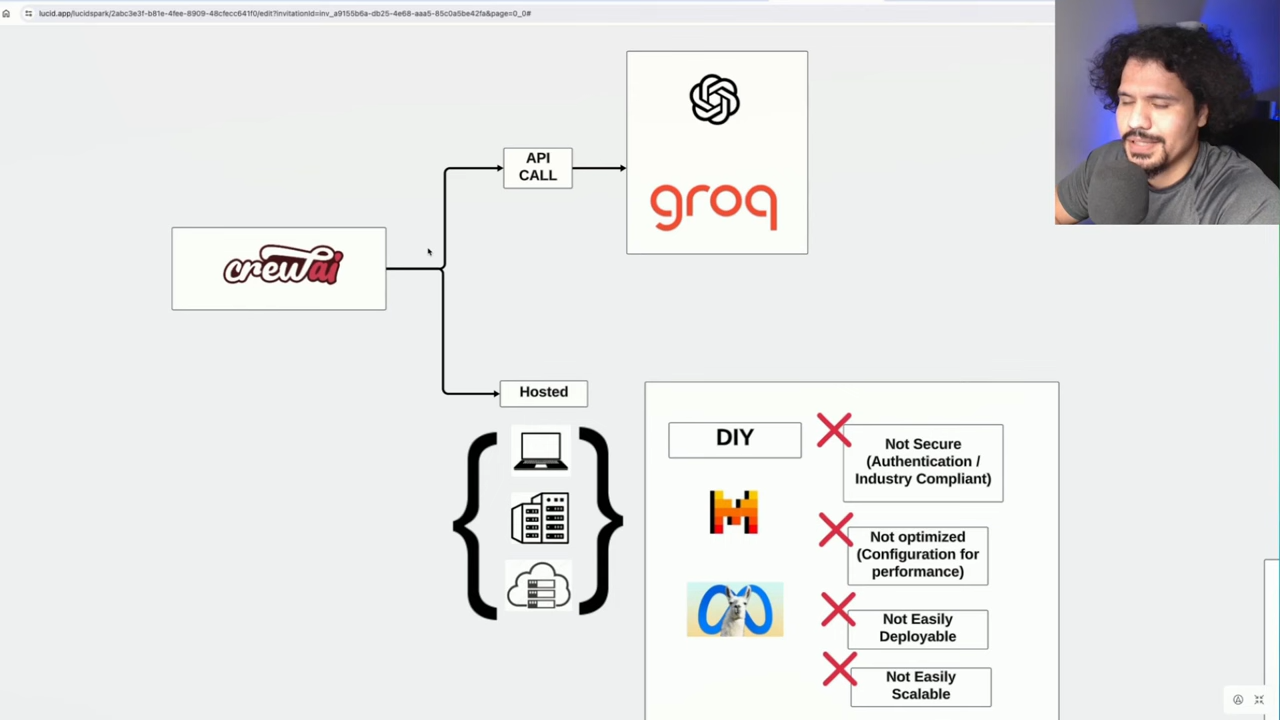 lucid.app/lucidspark/2abc3e3f-b81e-4fee-8909-48cfecc641f0/edit?invitationId=inv_a9155b6a-db25-4e68-aaa5-85c0a5be42fa&page=0_0#
API
CALL
groq
crewai
Hosted
DIY
Not Secure
(Authentication /
Industry Compliant)
Not optimized
(Configuration for
performance)
Not Easily
Deployable
Not Easily
Scalable